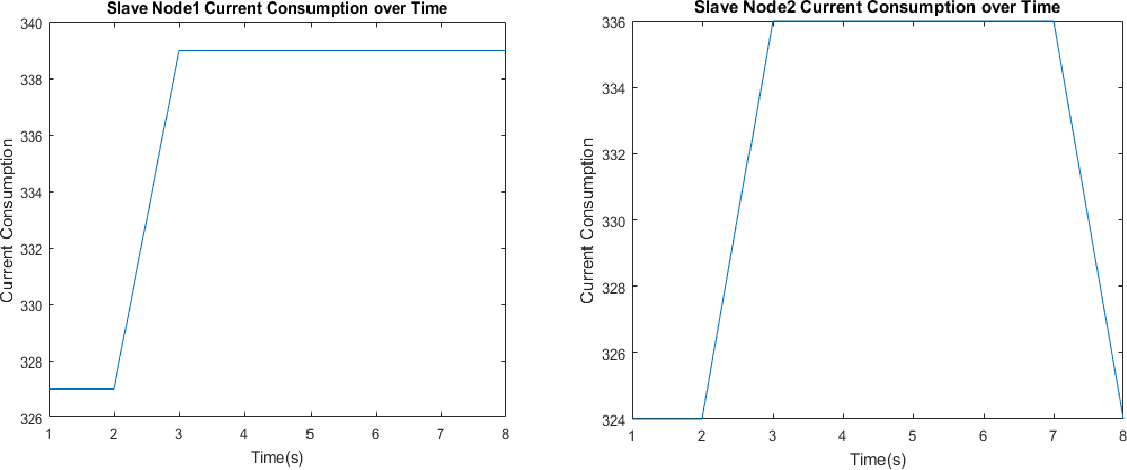 Slave Node1 Current Consumption over Time
340
338
336
334
332
330
328
326
Current Consumption
1 2 3 4 5 6 7 8
Time(s)
Slave Node2 Current Consumption over Time
336
334
332
330
328
326
324
Current Consumption
1 2 3 4 5 6 7 8
Time(s)